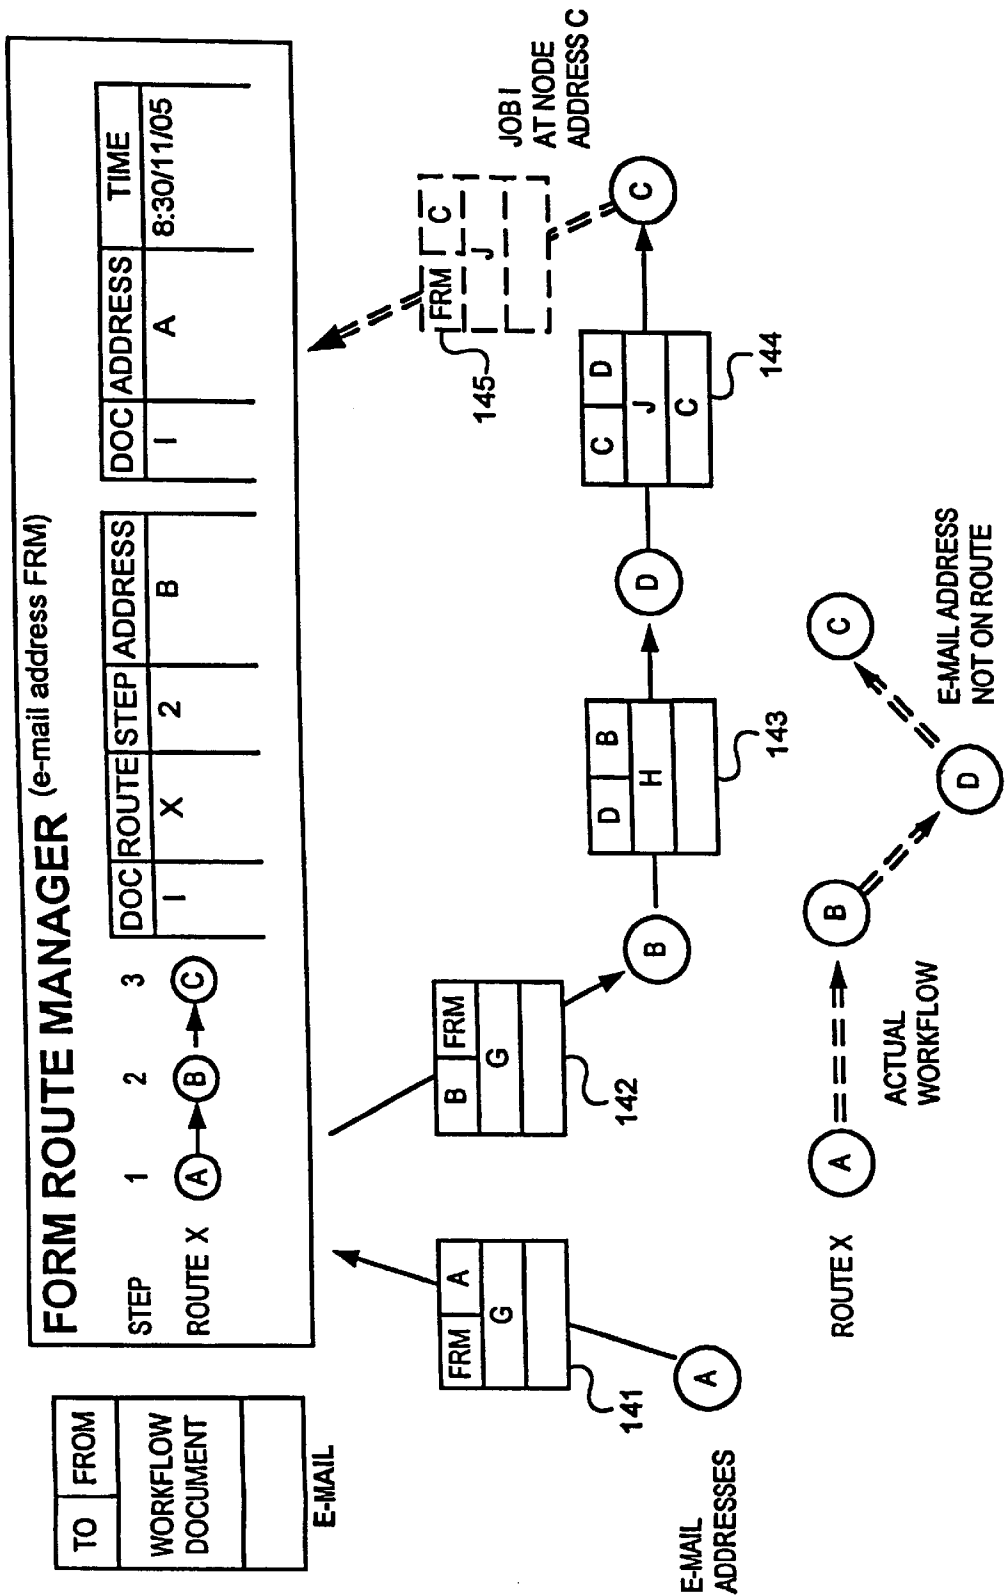 FORM ROUTE MANAGER (e-mail address FRM)
STEP 1 2 3
ROUTE X A B C
DOC ROUTE STEP ADDRESS
I X 2 B
DOC ADDRESS TIME
I A 8:30/11/05
TO FROM
WORKFLOW
DOCUMENT
E-MAIL
FRM A
G
141
B FRM
G
142
D B
H
143
C D
J
C
144
FRM C
J
145
JOB I
AT NODE
ADDRESS C
E-MAIL
ADDRESSES
A
B
D
C
ROUTE X
A
B
D
C
ACTUAL
WORKFLOW
E-MAIL ADDRESS
NOT ON ROUTE